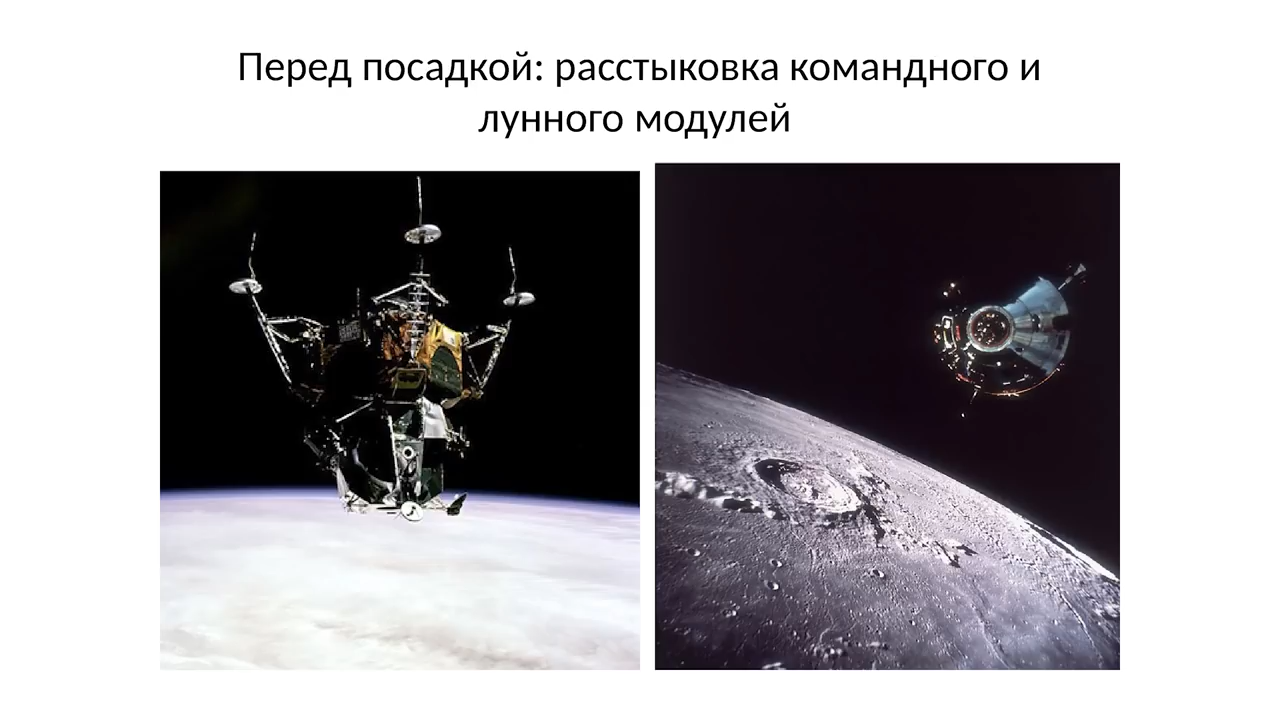 Перед посадкой: расстыковка командного и
лунного модулей